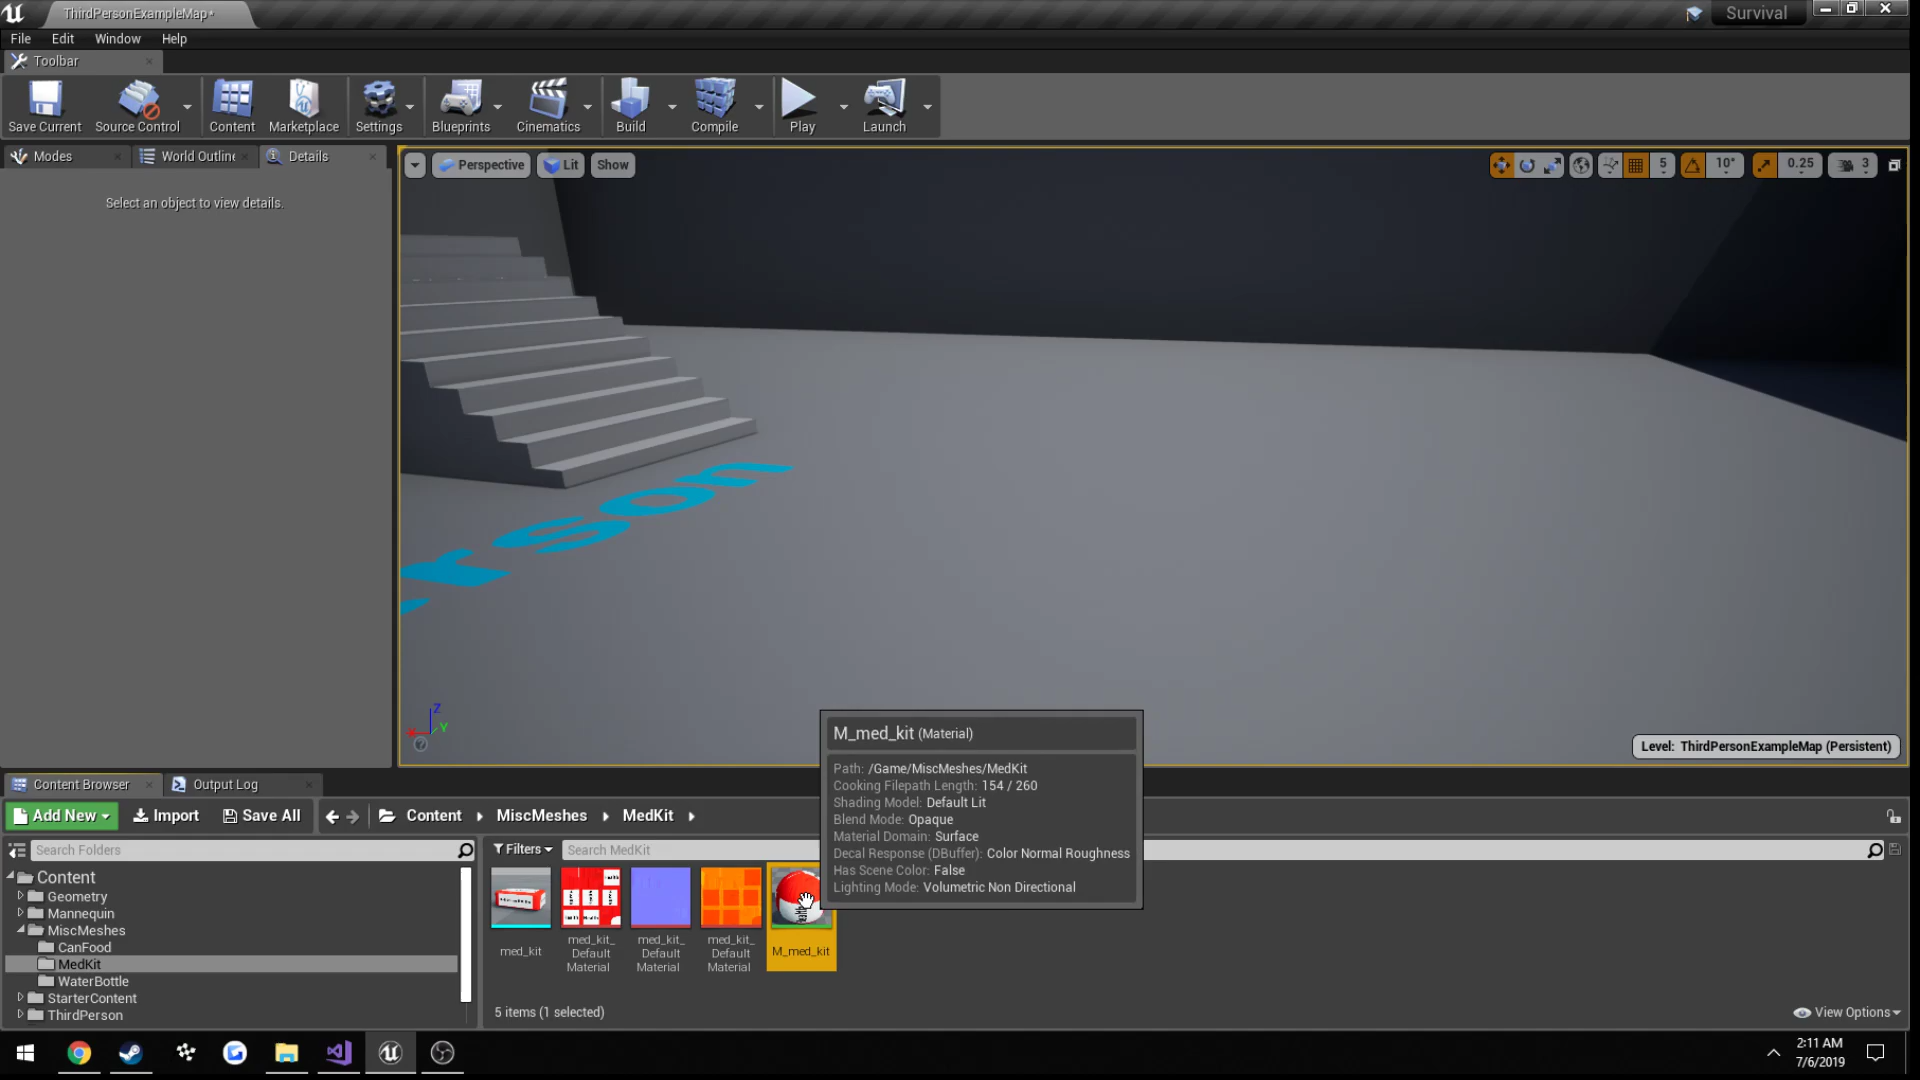 ThirdPersonExampleMap*
Survival
File Edit Window Help
Toolbar
Save Current Source Control Content Marketplace Settings Blueprints Cinematics Build Compile Play Launch
Modes World Outline Details
Select an object to view details.
Perspective Lit Show
5 10° 0.25 3
r son
Z
Y
Level: ThirdPersonExampleMap (Persistent)
M_med_kit (Material)
Path: /Game/MiscMeshes/MedKit
Cooking Filepath Length: 154 / 260
Shading Model: Default Lit
Blend Mode: Opaque
Material Domain: Surface
Decal Response (DBuffer): Color Normal Roughness
Has Scene Color: False
Lighting Mode: Volumetric Non Directional
Content Browser Output Log
Add New Import Save All Content MiscMeshes MedKit
Search Folders
Filters Search MedKit
Content
Geometry
Mannequin
MiscMeshes
CanFood
MedKit
WaterBottle
StarterContent
ThirdPerson
med_kit
med_kit_
Default
Material
med_kit_
Default
Material
med_kit_
Default
Material
M_med_kit
5 items (1 selected)
View Options
2:11 AM
7/6/2019